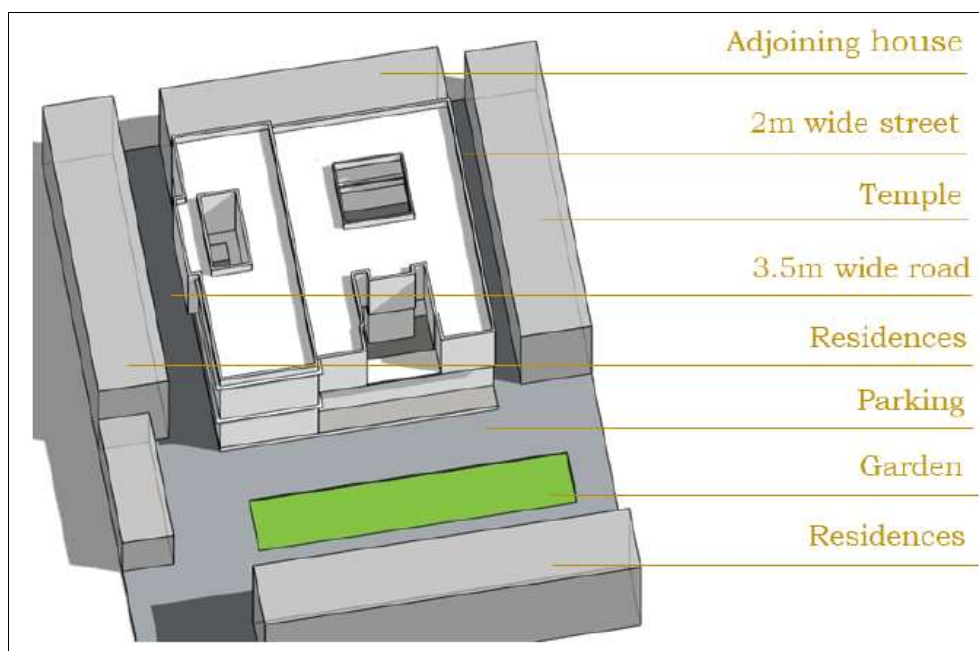 Adjoining house
2m wide street
Temple
3.5m wide road
Residences
Parking
Garden
Residences